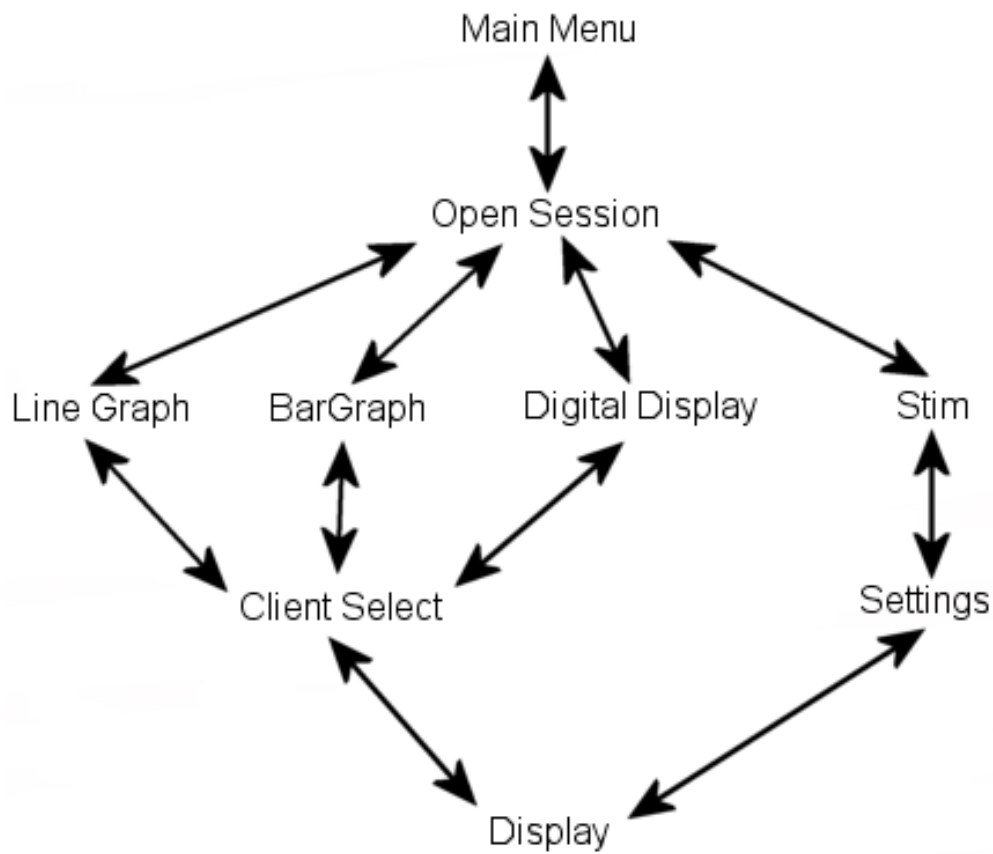 Main Menu
Open Session
Line Graph
BarGraph
Digital Display
Stim
Client Select
Settings
Display